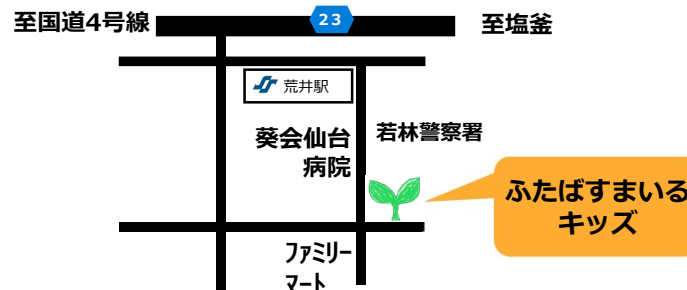 至国道4号線
23
至塩釜
荒井駅
葵会仙台
病院
若林警察署
ふたばすまいる
キッズ
ファミリー
マート